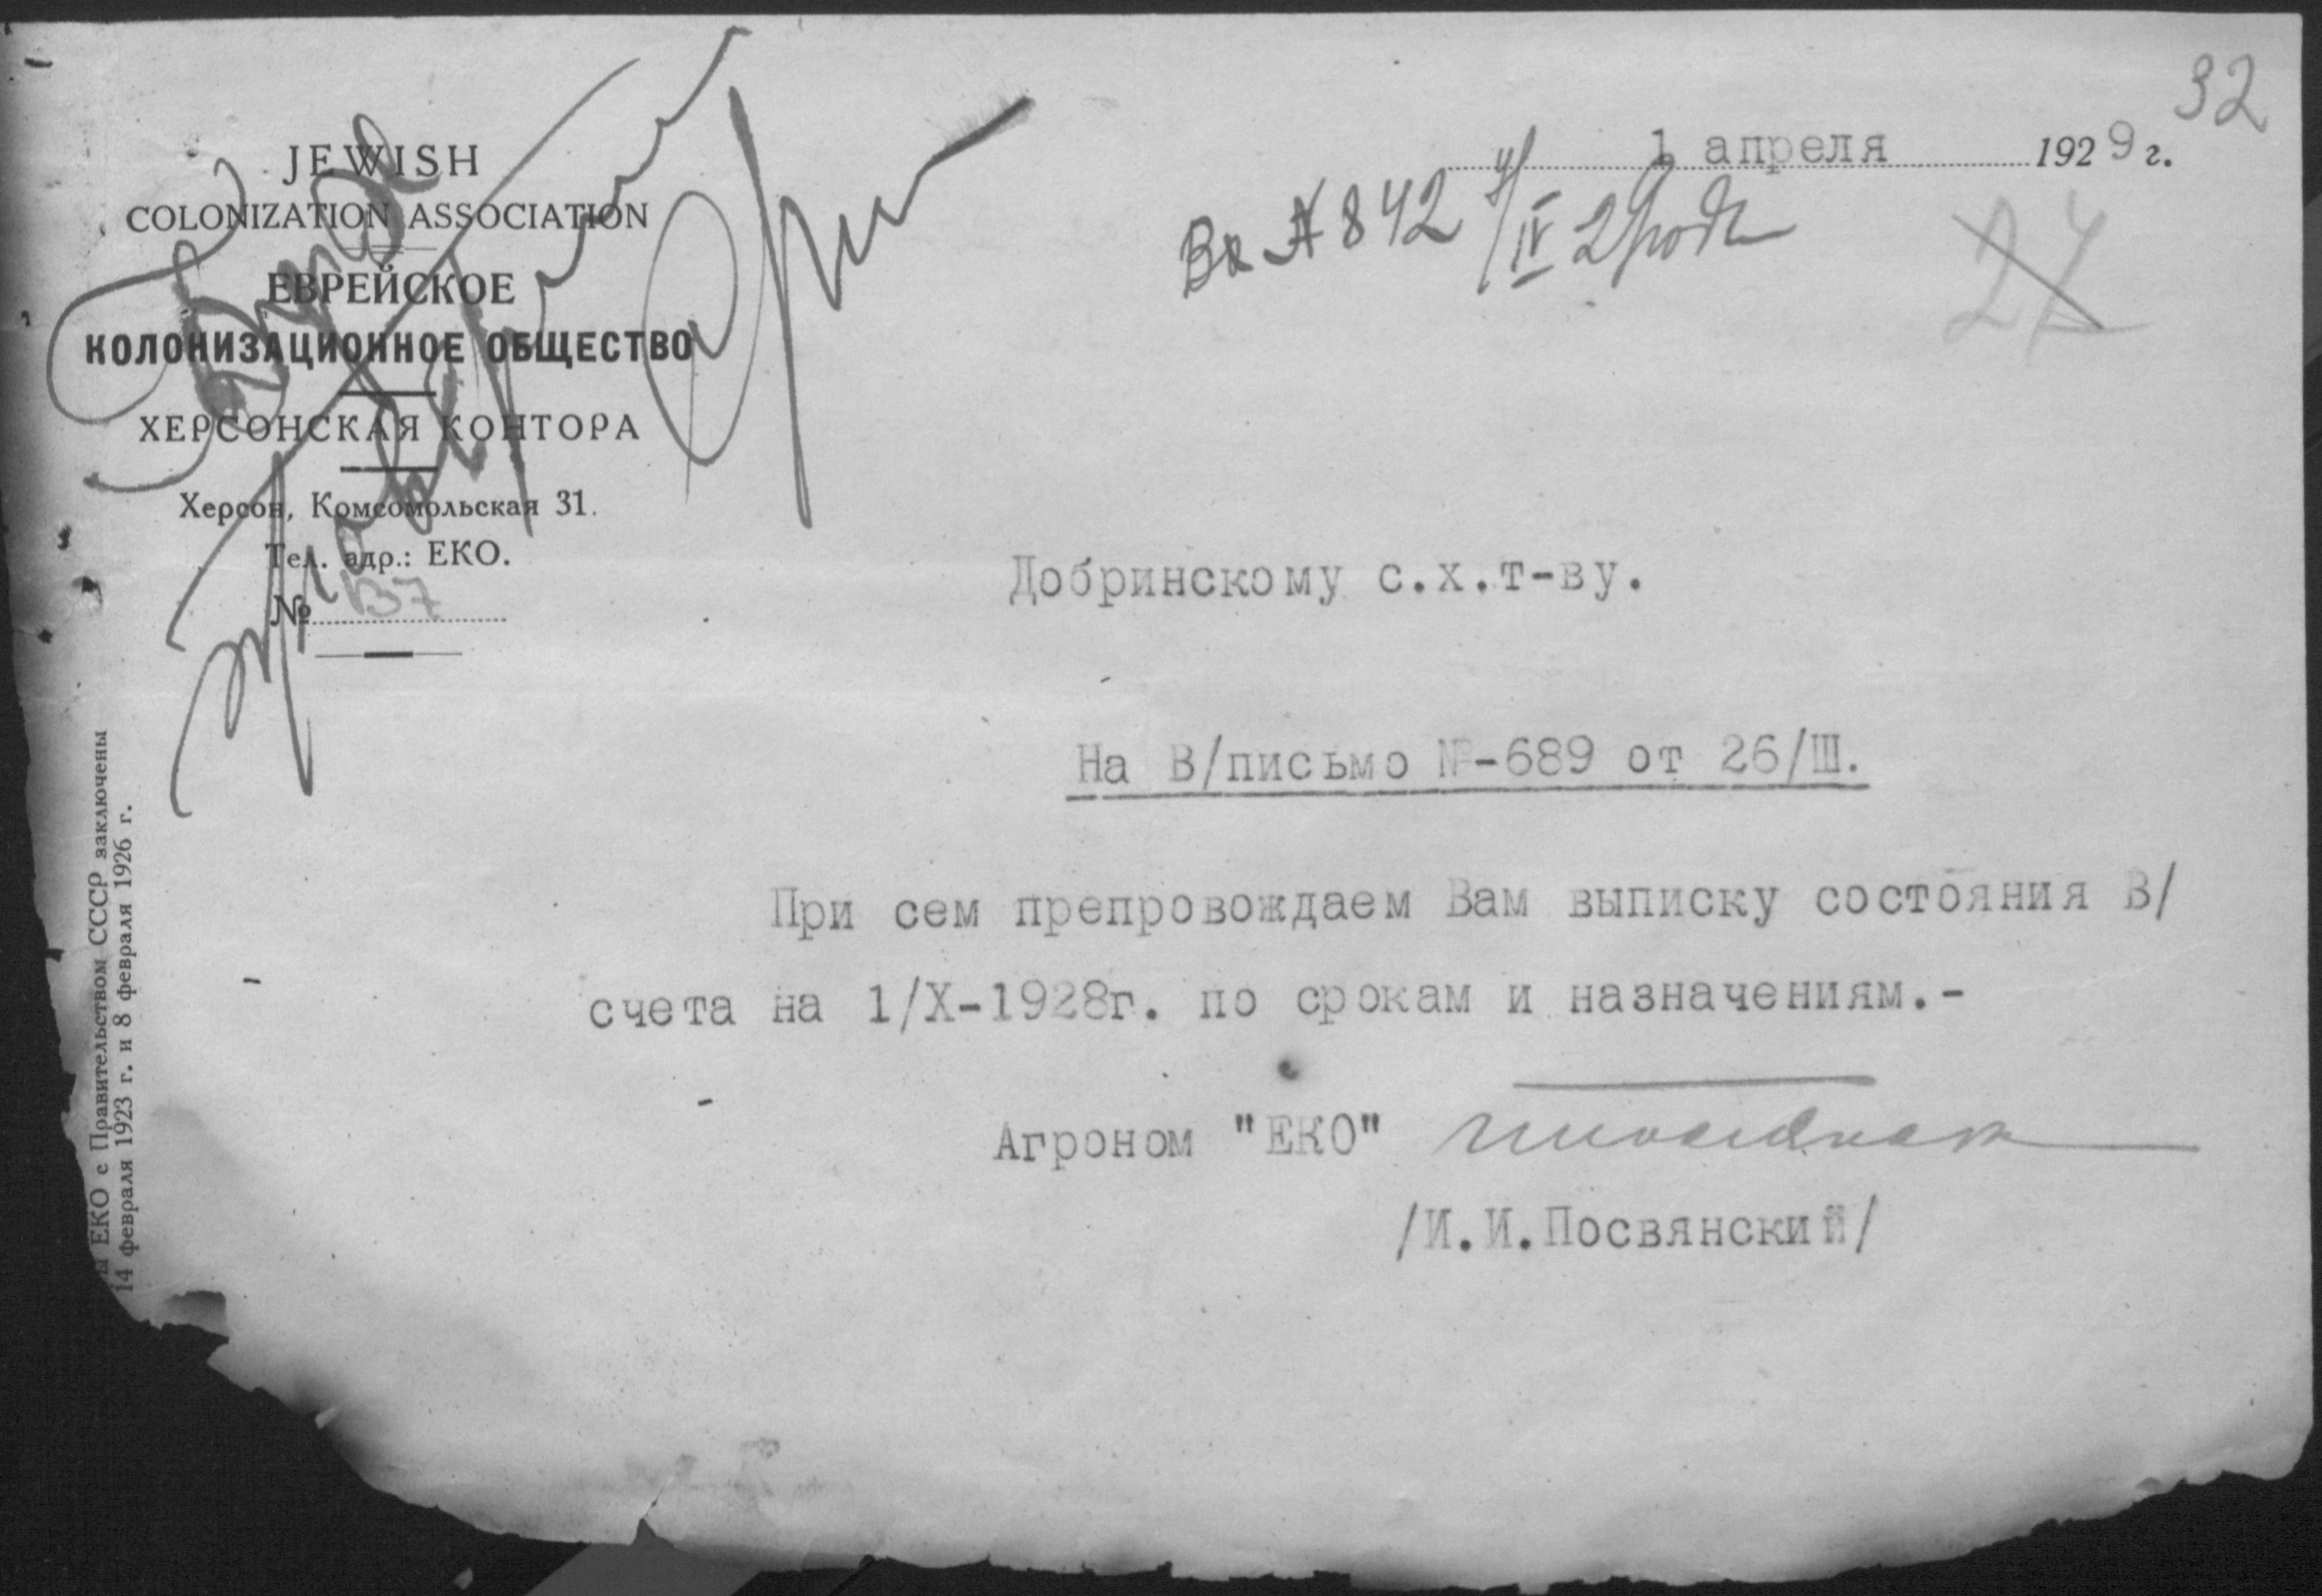 32
JEWISH
COLONIZATION ASSOCIATION
ЕВРЕЙСКОЕ
КОЛОНИЗАЦИОННОЕ ОБЩЕСТВО
ХЕРСОНСКАЯ КОНТОРА
Херсон, Комсомольская 31.
Тел. адр.: ЕКО.
№ 137
1 апреля 1929 г.
Вх № 842 4/IV 29 года
27
Добринскому с.х.т-ву.
На В/письмо №-689 от 26/III.
При сем препровождаем Вам выписку состояния В/
счета на 1/X-1928г. по срокам и назначениям.-
Агроном "ЕКО"
/И.И.Посвянский/
ЕКО с Правительством СССР заключены
14 февраля 1923 г. и 8 февраля 1926 г.